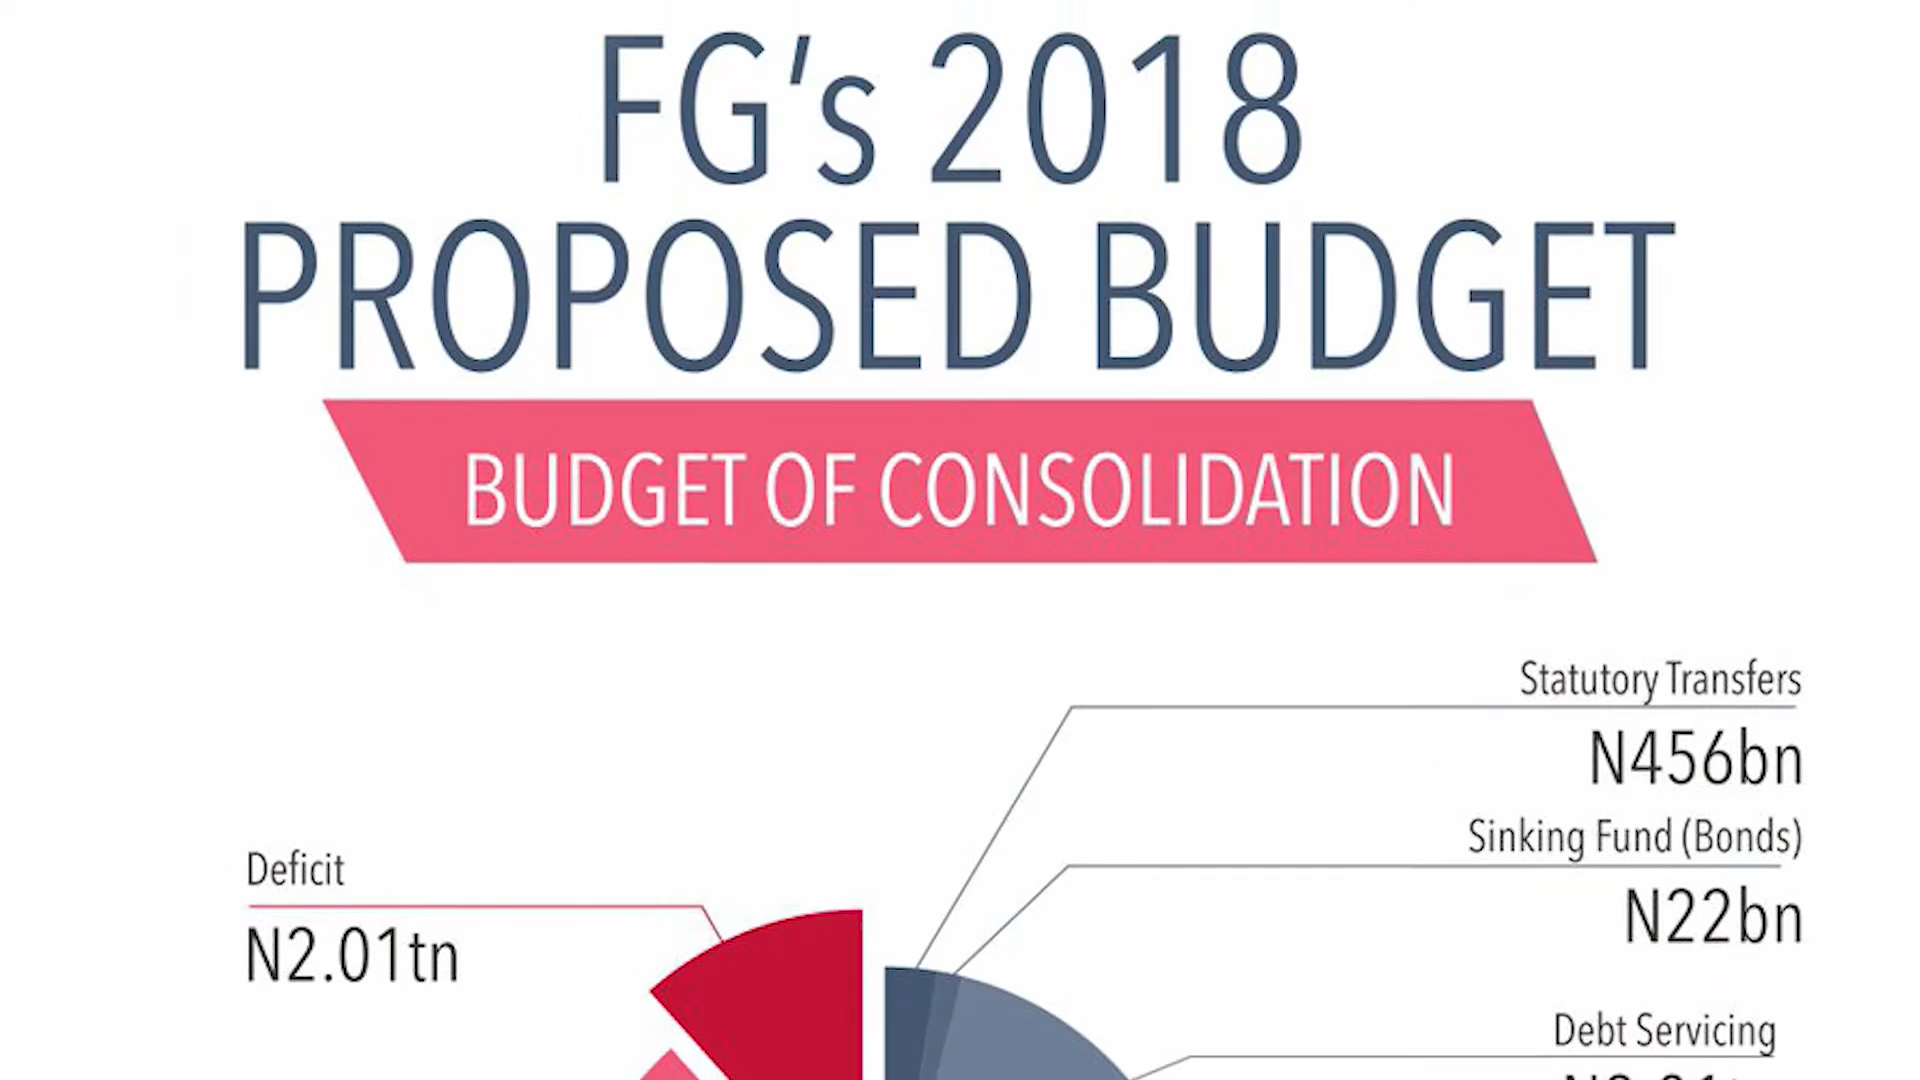 FG's 2018
PROPOSED BUDGET
BUDGET OF CONSOLIDATION
Statutory Transfers
N456bn
Sinking Fund (Bonds)
N22bn
Deficit
N2.01tn
Debt Servicing